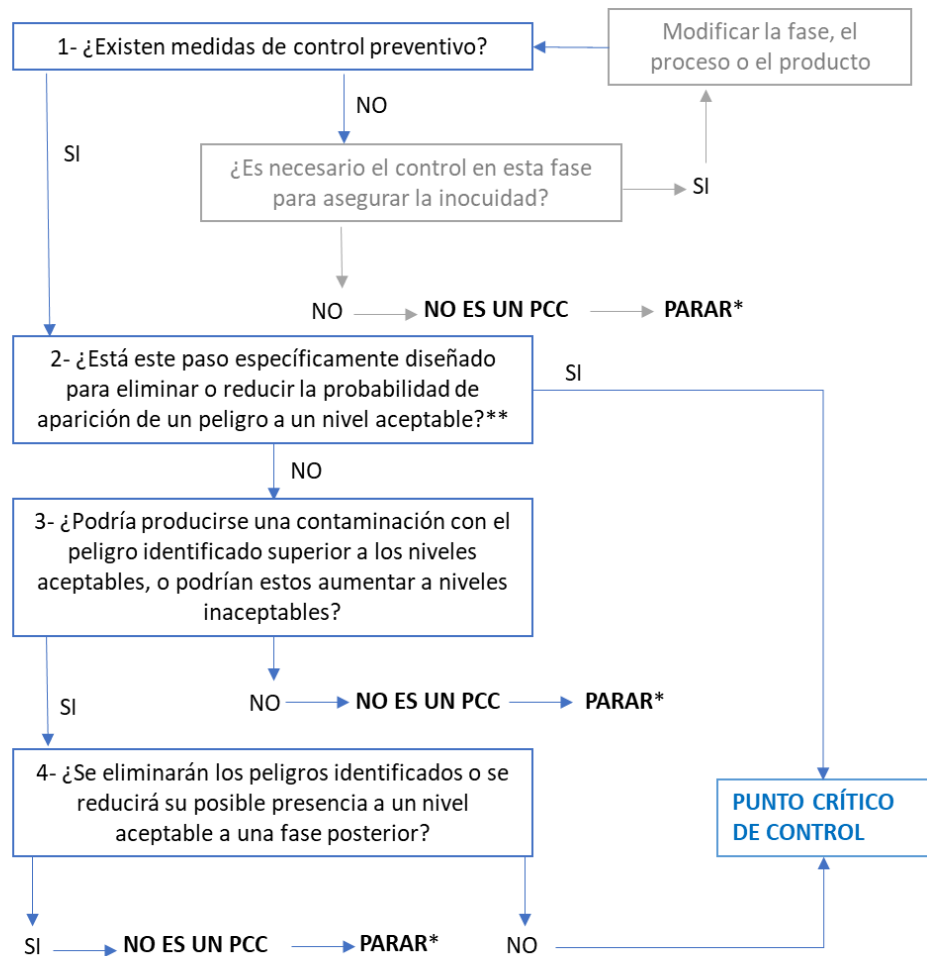 1- ¿Existen medidas de control preventivo?
Modificar la fase, el
proceso o el producto
NO
SI
¿Es necesario el control en esta fase
para asegurar la inocuidad?
SI
NO
NO ES UN PCC
PARAR*
2- ¿Está este paso específicamente diseñado
para eliminar o reducir la probabilidad de
aparición de un peligro a un nivel aceptable?**
SI
NO
3- ¿Podría producirse una contaminación con el
peligro identificado superior a los niveles
aceptables, o podrían estos aumentar a niveles
inaceptables?
SI
NO
NO ES UN PCC
PARAR*
4- ¿Se eliminarán los peligros identificados o se
reducirá su posible presencia a un nivel
aceptable a una fase posterior?
PUNTO CRÍTICO
DE CONTROL
SI
NO ES UN PCC
PARAR*
NO